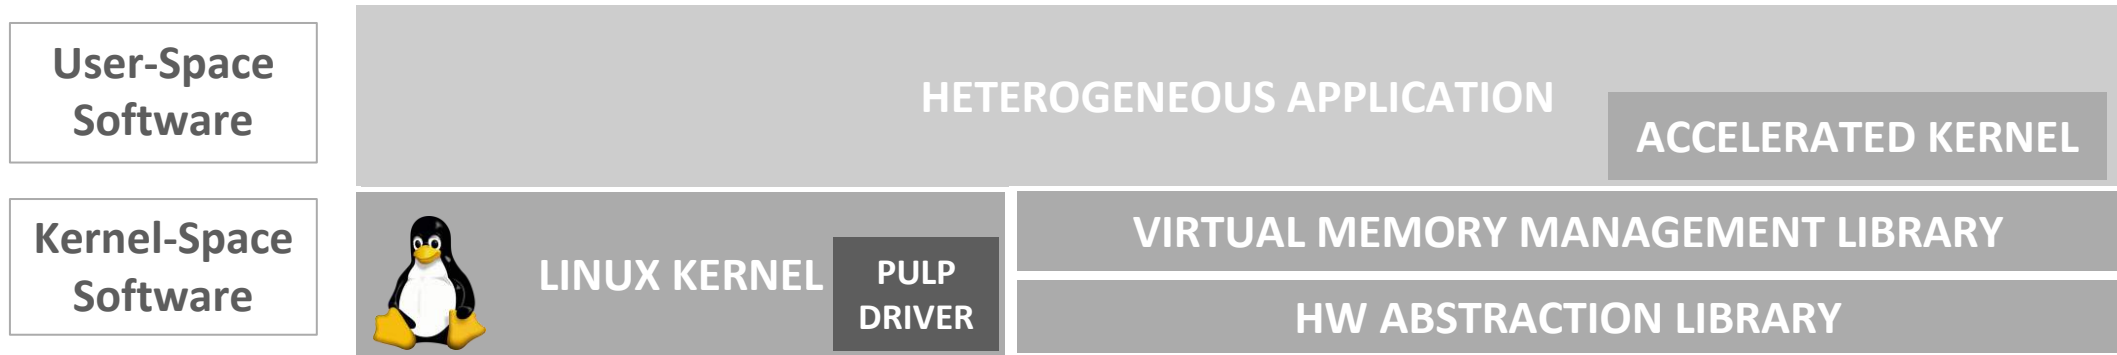 User-Space
Software
HETEROGENEOUS APPLICATION
ACCELERATED KERNEL
Kernel-Space
Software
LINUX KERNEL
PULP
DRIVER
VIRTUAL MEMORY MANAGEMENT LIBRARY
HW ABSTRACTION LIBRARY